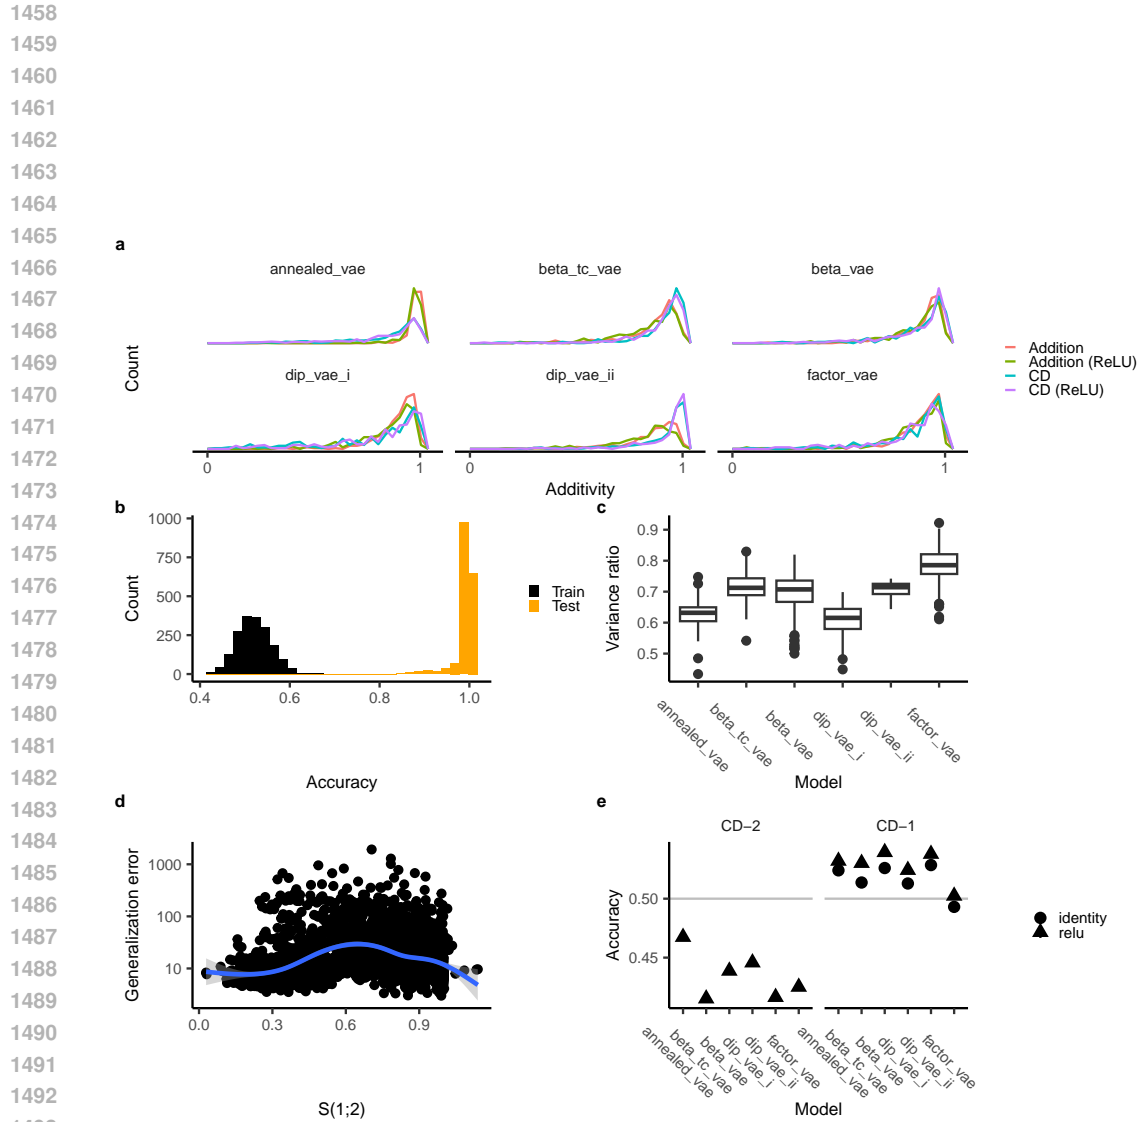 1458
1459
1460
1461
1462
1463
1464
1465
1466
1467
1468
1469
1470
1471
1472
1473
1474
1475
1476
1477
1478
1479
1480
1481
1482
1483
1484
1485
1486
1487
1488
1489
1490
1491
1492
a
annealed_vae
beta_tc_vae
beta_vae
dip_vae_i
dip_vae_ii
factor_vae
Count
0
1
0
1
0
1
Additivity
Addition
Addition (ReLU)
CD
CD (ReLU)
b
1000
750
500
250
0
Count
0.4
0.6
0.8
1.0
Accuracy
Train
Test
c
0.9
0.8
0.7
0.6
0.5
Variance ratio
annealed_vae
beta_tc_vae
beta_vae
dip_vae_i
dip_vae_ii
factor_vae
Model
d
1000
100
10
Generalization error
0.0
0.3
0.6
0.9
S(1;2)
e
CD−2
CD−1
0.50
0.45
Accuracy
annealed_vae
beta_tc_vae
beta_vae
dip_vae_i
dip_vae_ii
factor_vae
annealed_vae
beta_tc_vae
beta_vae
dip_vae_i
dip_vae_ii
factor_vae
Model
identity
relu